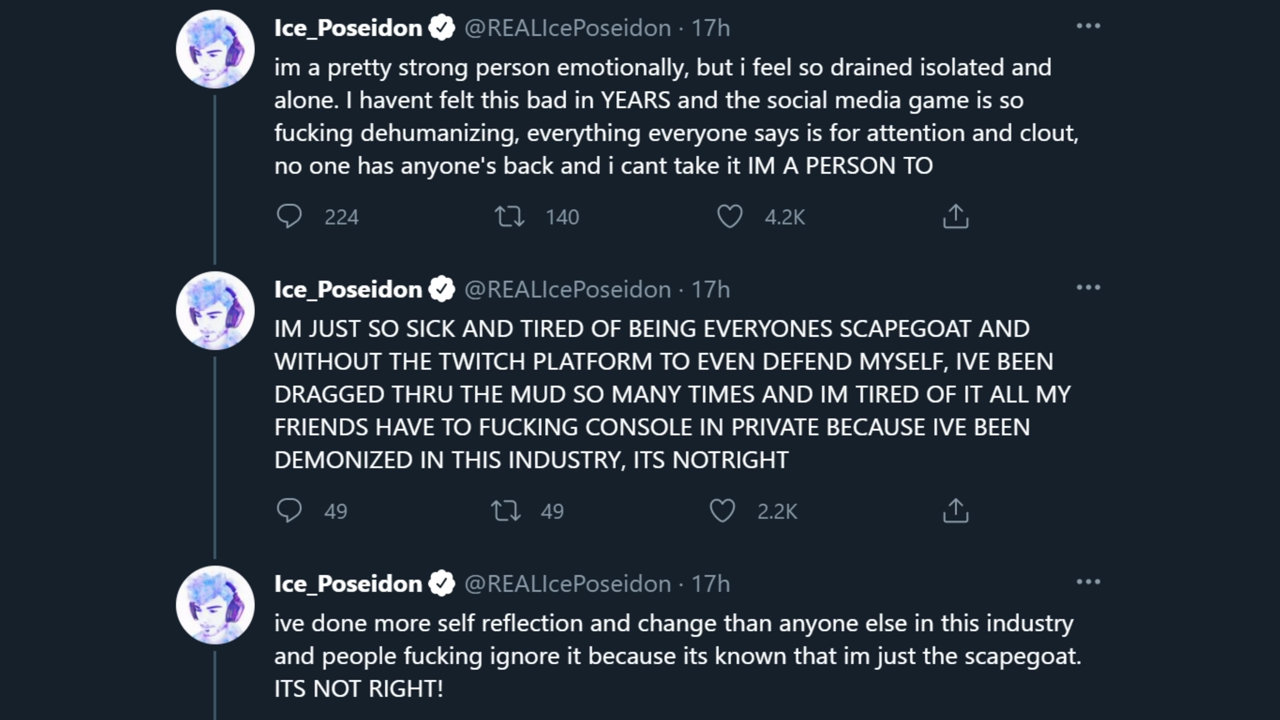 Ice_Poseidon @REALIcePoseidon · 17h
im a pretty strong person emotionally, but i feel so drained isolated and
alone. I havent felt this bad in YEARS and the social media game is so
fucking dehumanizing, everything everyone says is for attention and clout,
no one has anyone's back and i cant take it IM A PERSON TO
224 140 4.2K
Ice_Poseidon @REALIcePoseidon · 17h
IM JUST SO SICK AND TIRED OF BEING EVERYONES SCAPEGOAT AND
WITHOUT THE TWITCH PLATFORM TO EVEN DEFEND MYSELF, IVE BEEN
DRAGGED THRU THE MUD SO MANY TIMES AND IM TIRED OF IT ALL MY
FRIENDS HAVE TO FUCKING CONSOLE IN PRIVATE BECAUSE IVE BEEN
DEMONIZED IN THIS INDUSTRY, ITS NOTRIGHT
49 49 2.2K
Ice_Poseidon @REALIcePoseidon · 17h
ive done more self reflection and change than anyone else in this industry
and people fucking ignore it because its known that im just the scapegoat.
ITS NOT RIGHT!